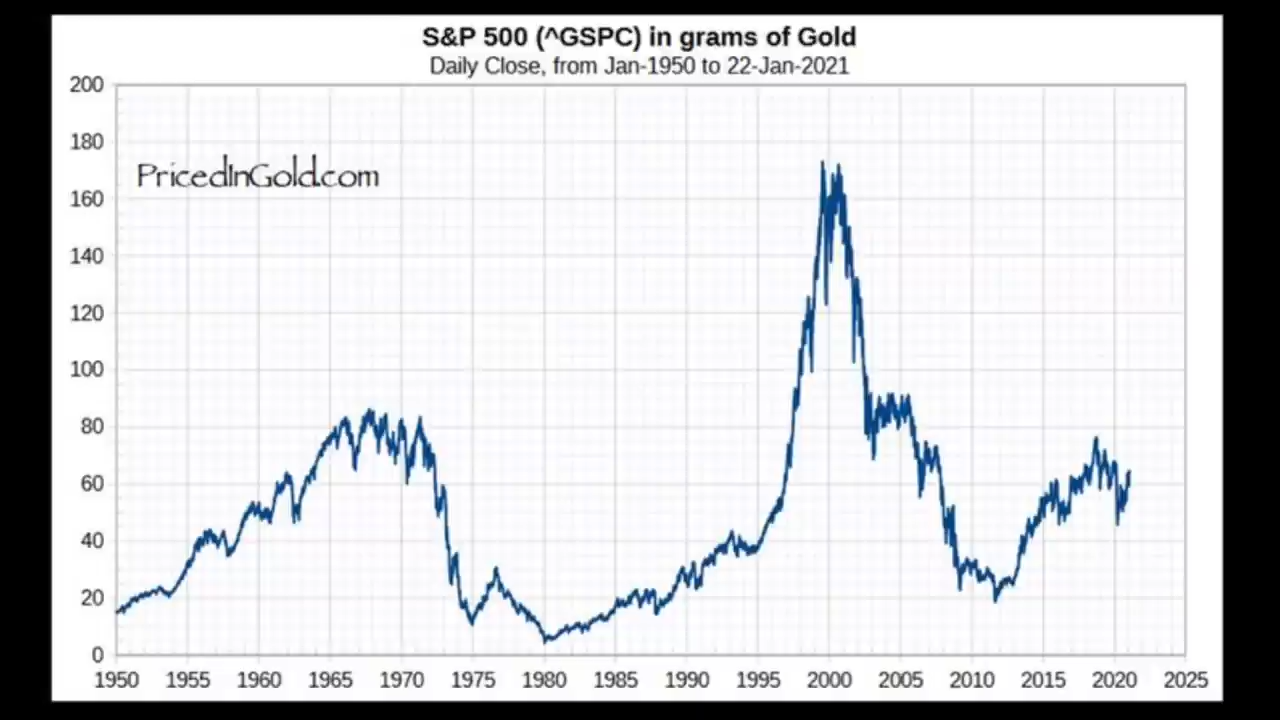 S&P 500 (^GSPC) in grams of Gold
Daily Close, from Jan-1950 to 22-Jan-2021
200
180
PricedInGold.com
160
140
120
100
80
60
40
20
0
1950 1955 1960 1965 1970 1975 1980 1985 1990 1995 2000 2005 2010 2015 2020 2025